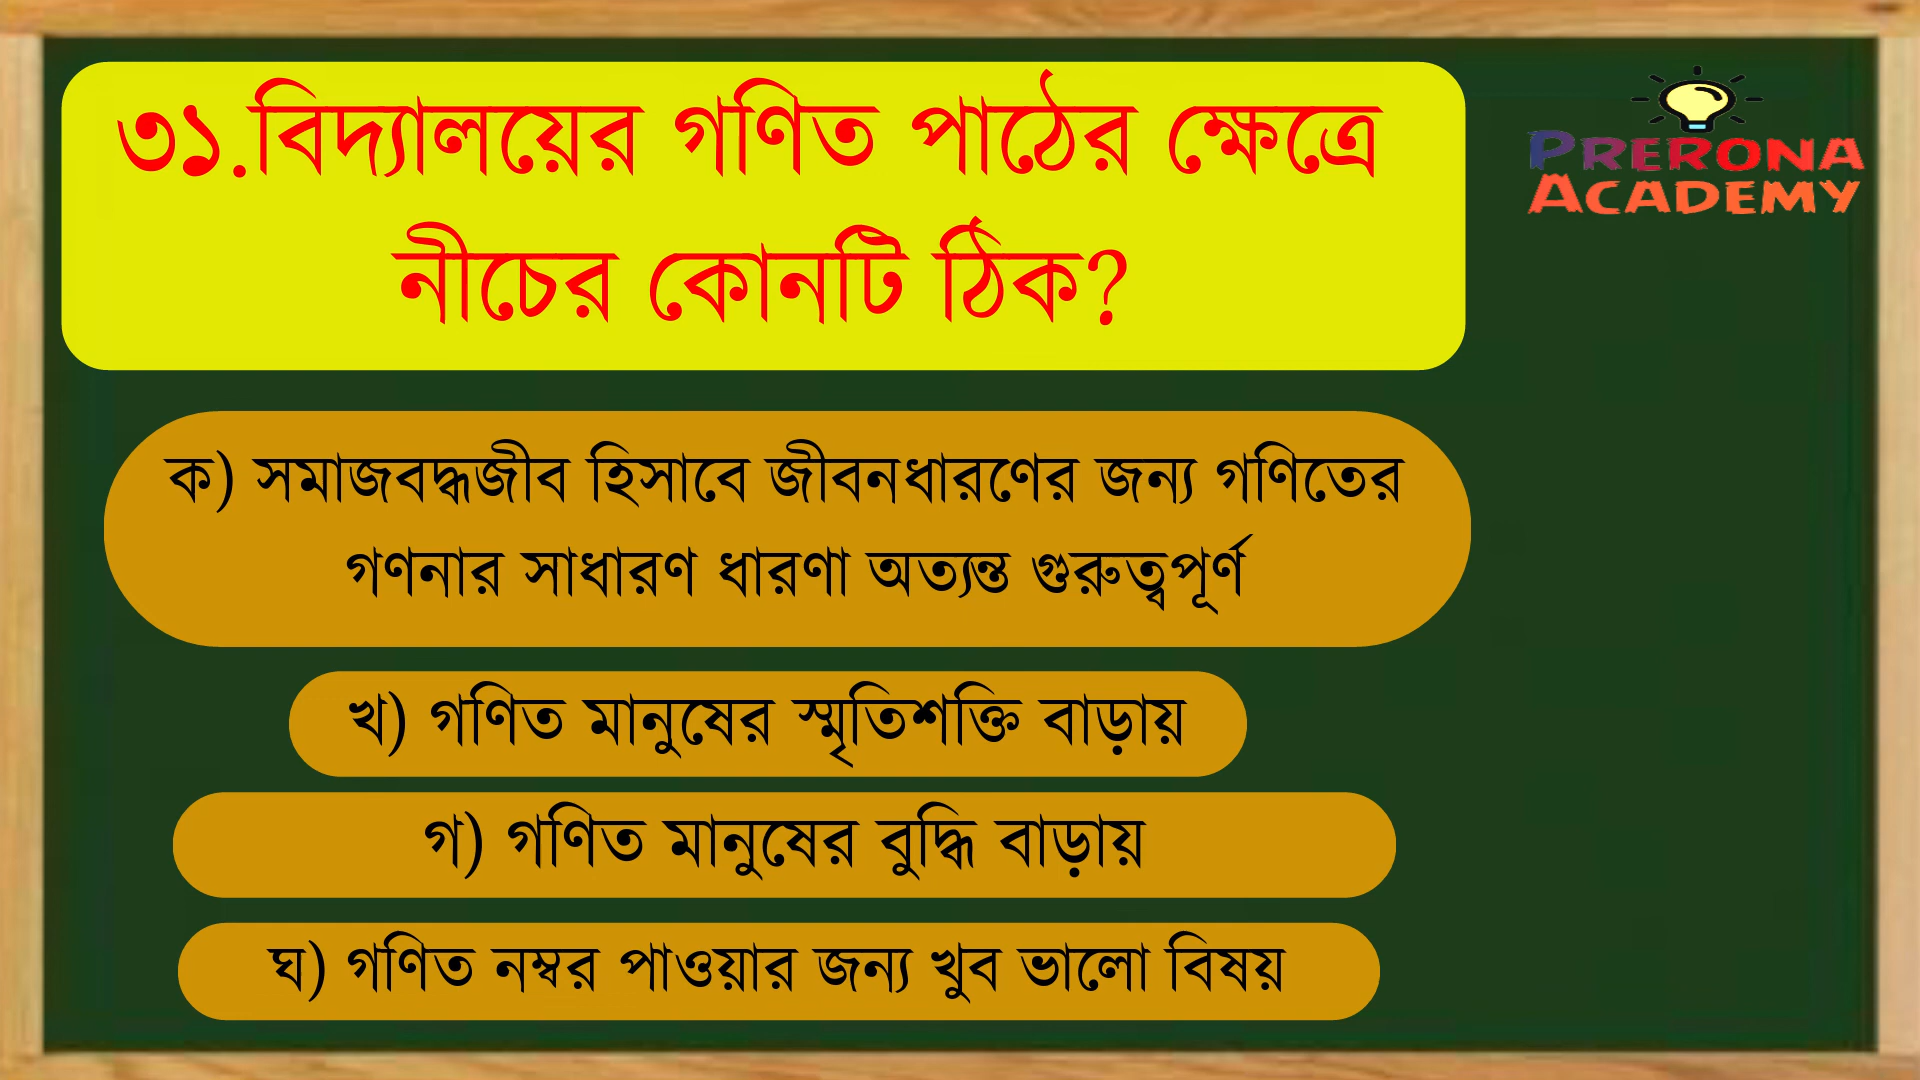 ৩১.বিদ্যালয়ের গণিত পাঠের ক্ষেত্রে
নীচের কোনটি ঠিক?
PRERONA
ACADEMY
ক) সমাজবদ্ধজীব হিসাবে জীবনধারণের জন্য গণিতের
গণনার সাধারণ ধারণা অত্যন্ত গুরুত্বপূর্ণ
খ) গণিত মানুষের স্মৃতিশক্তি বাড়ায়
গ) গণিত মানুষের বুদ্ধি বাড়ায়
ঘ) গণিত নম্বর পাওয়ার জন্য খুব ভালো বিষয়